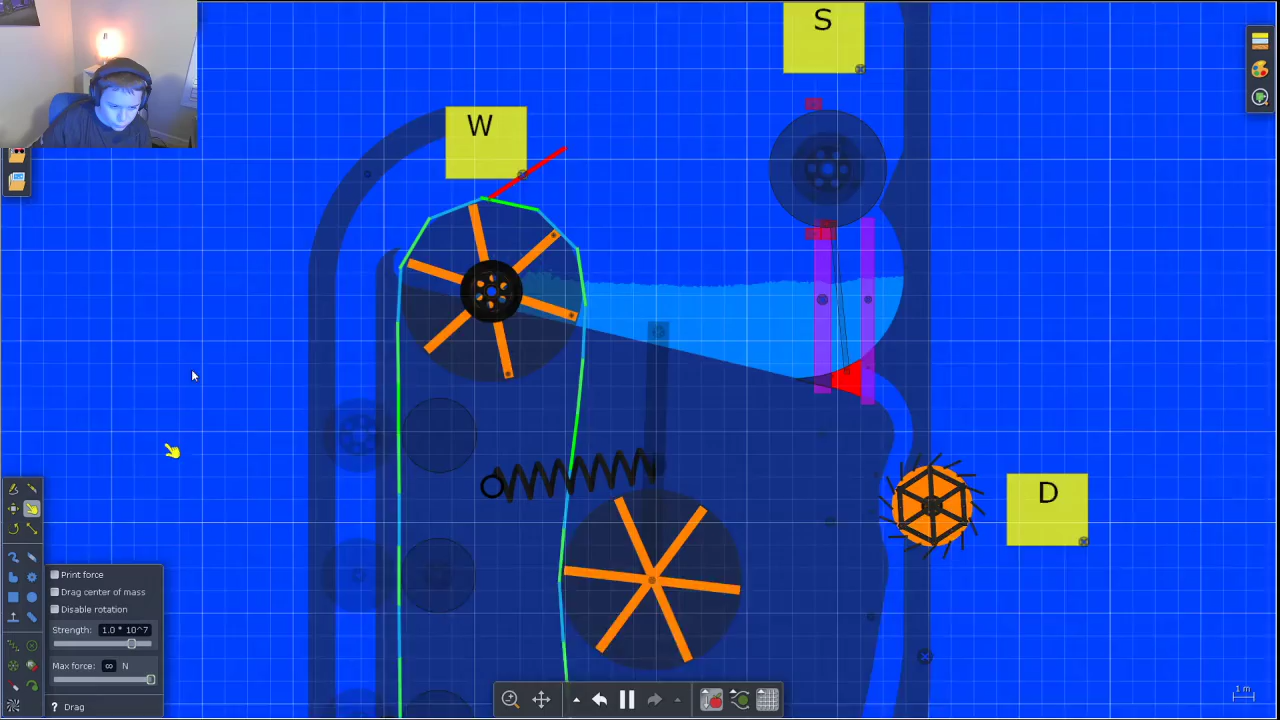 S
W
D
Print force
Drag center of mass
Disable rotation
Strength: 1.0 * 10^7
Max force: ∞ N
? Drag
1 m